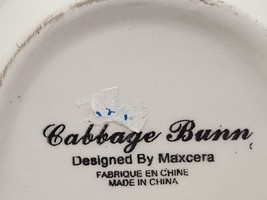 Cabbage Bunn
Designed By Maxcera
FABRIQUE EN CHINE
MADE IN CHINA